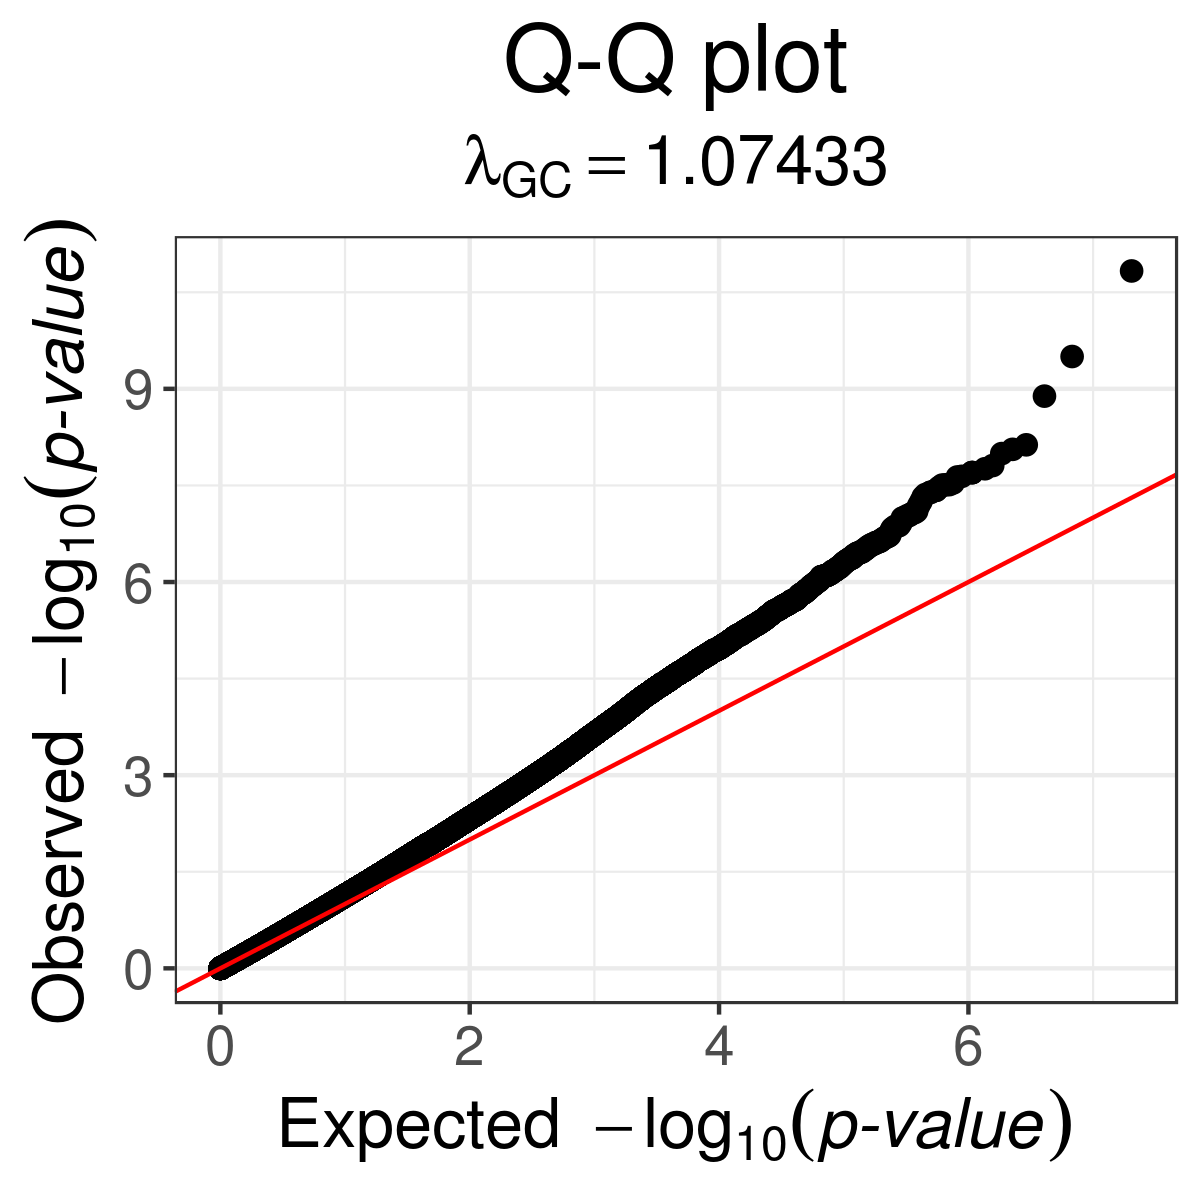 Q-Q plot
λGC = 1.07433
Observed −log10(p-value)
9
6
3
0
0 2 4 6
Expected −log10(p-value)